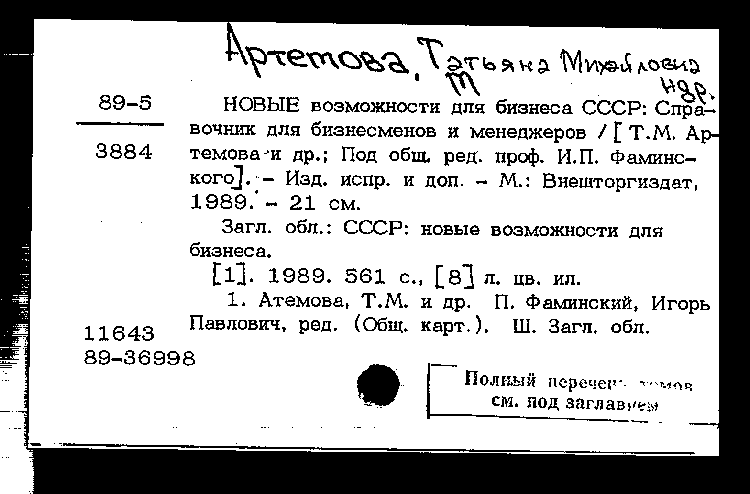 Артемова, Татьяна Михайловна
и др.
89-5
НОВЫЕ возможности для бизнеса СССР: Спра-
вочник для бизнесменов и менеджеров / [ Т.М. Ар-
3884
темова и др.; Под общ. ред. проф. И.П. Фаминс-
кого]. - Изд. испр. и доп. - М.: Внешторгиздат,
1989. - 21 см.
Загл. обл.: СССР: новые возможности для
бизнеса.
[1]. 1989. 561 с., [8] л. цв. ил.
1. Атемова, Т.М. и др. П. Фаминский, Игорь
Павлович, ред. (Общ. карт.). Ш. Загл. обл.
11643
89-36998
Полный перечень томов
см. под заглавием